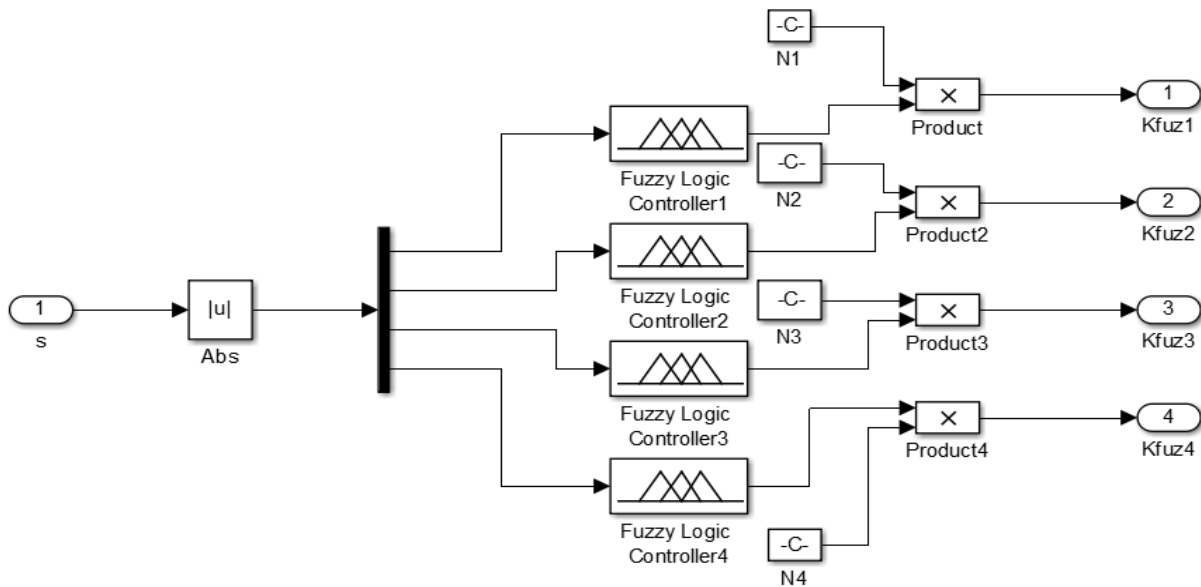 -C-
N1
×
1
Product
Kfuz1
Fuzzy Logic
Controller1
-C-
N2
×
2
Product2
Kfuz2
Fuzzy Logic
Controller2
1
s
|u|
Abs
-C-
N3
×
3
Product3
Kfuz3
Fuzzy Logic
Controller3
×
4
Product4
Kfuz4
Fuzzy Logic
Controller4
-C-
N4